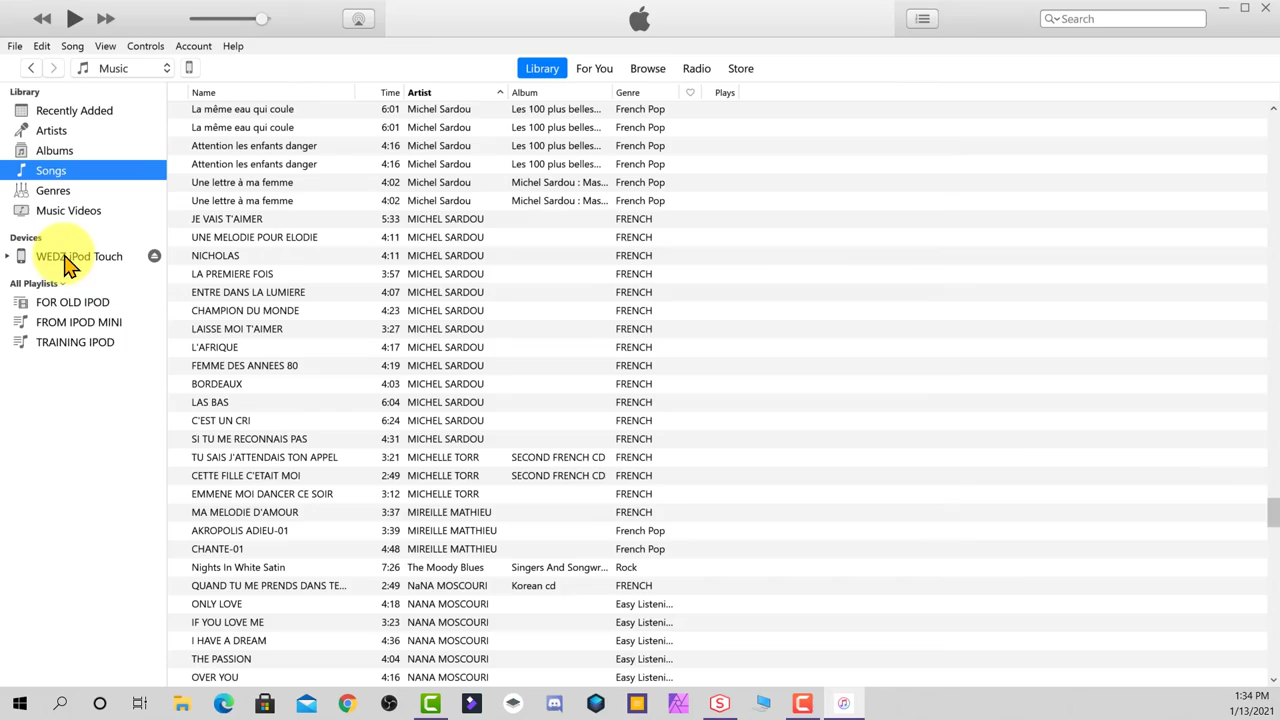 Search
File Edit Song View Controls Account Help
Music Library For You Browse Radio Store
Library
Recently Added
Artists
Albums
Songs
Genres
Music Videos
Devices
WEDZ iPod Touch
All Playlists
FOR OLD IPOD
FROM IPOD MINI
TRAINING IPOD
Name Time Artist Album Genre Plays
La même eau qui coule 6:01 Michel Sardou Les 100 plus belles... French Pop
La même eau qui coule 6:01 Michel Sardou Les 100 plus belles... French Pop
Attention les enfants danger 4:16 Michel Sardou Les 100 plus belles... French Pop
Attention les enfants danger 4:16 Michel Sardou Les 100 plus belles... French Pop
Une lettre à ma femme 4:02 Michel Sardou Michel Sardou : Mas... French Pop
Une lettre à ma femme 4:02 Michel Sardou Michel Sardou : Mas... French Pop
JE VAIS T'AIMER 5:33 MICHEL SARDOU FRENCH
UNE MELODIE POUR ELODIE 4:11 MICHEL SARDOU FRENCH
NICHOLAS 4:11 MICHEL SARDOU FRENCH
LA PREMIERE FOIS 3:57 MICHEL SARDOU FRENCH
ENTRE DANS LA LUMIERE 4:07 MICHEL SARDOU FRENCH
CHAMPION DU MONDE 4:23 MICHEL SARDOU FRENCH
LAISSE MOI T'AIMER 3:27 MICHEL SARDOU FRENCH
L'AFRIQUE 4:17 MICHEL SARDOU FRENCH
FEMME DES ANNEES 80 4:19 MICHEL SARDOU FRENCH
BORDEAUX 4:03 MICHEL SARDOU FRENCH
LAS BAS 6:04 MICHEL SARDOU FRENCH
C'EST UN CRI 6:24 MICHEL SARDOU FRENCH
SI TU ME RECONNAIS PAS 4:31 MICHEL SARDOU FRENCH
TU SAIS J'ATTENDAIS TON APPEL 3:21 MICHELLE TORR SECOND FRENCH CD FRENCH
CETTE FILLE C'ETAIT MOI 2:49 MICHELLE TORR SECOND FRENCH CD FRENCH
EMMENE MOI DANCER CE SOIR 3:12 MICHELLE TORR FRENCH
MA MELODIE D'AMOUR 3:37 MIREILLE MATHIEU FRENCH
AKROPOLIS ADIEU-01 3:39 MIREILLE MATTHIEU French Pop
CHANTE-01 4:48 MIREILLE MATTHIEU French Pop
Nights In White Satin 7:26 The Moody Blues Singers And Songwr... Rock
QUAND TU ME PRENDS DANS TE... 2:49 NaNA MOSCOURI Korean cd FRENCH
ONLY LOVE 4:18 NANA MOSCOURI Easy Listeni...
IF YOU LOVE ME 3:23 NANA MOSCOURI Easy Listeni...
I HAVE A DREAM 4:36 NANA MOSCOURI Easy Listeni...
THE PASSION 4:04 NANA MOSCOURI Easy Listeni...
OVER YOU 4:16 NANA MOSCOURI Easy Listeni...
1:34 PM
1/13/2021